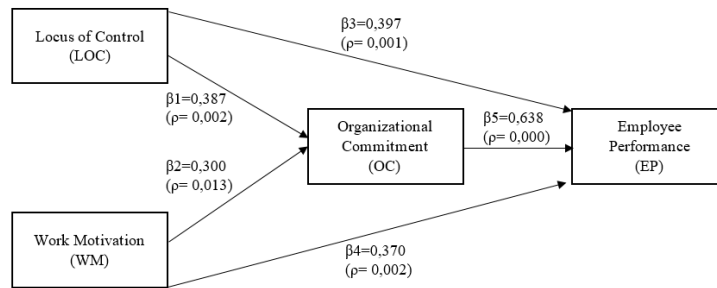 Locus of Control
(LOC)
β3=0,397
(ρ= 0,001)
β1=0,387
(ρ= 0,002)
Organizational
Commitment
(OC)
β5=0,638
(ρ= 0,000)
Employee
Performance
(EP)
β2=0,300
(ρ= 0,013)
Work Motivation
(WM)
β4=0,370
(ρ= 0,002)